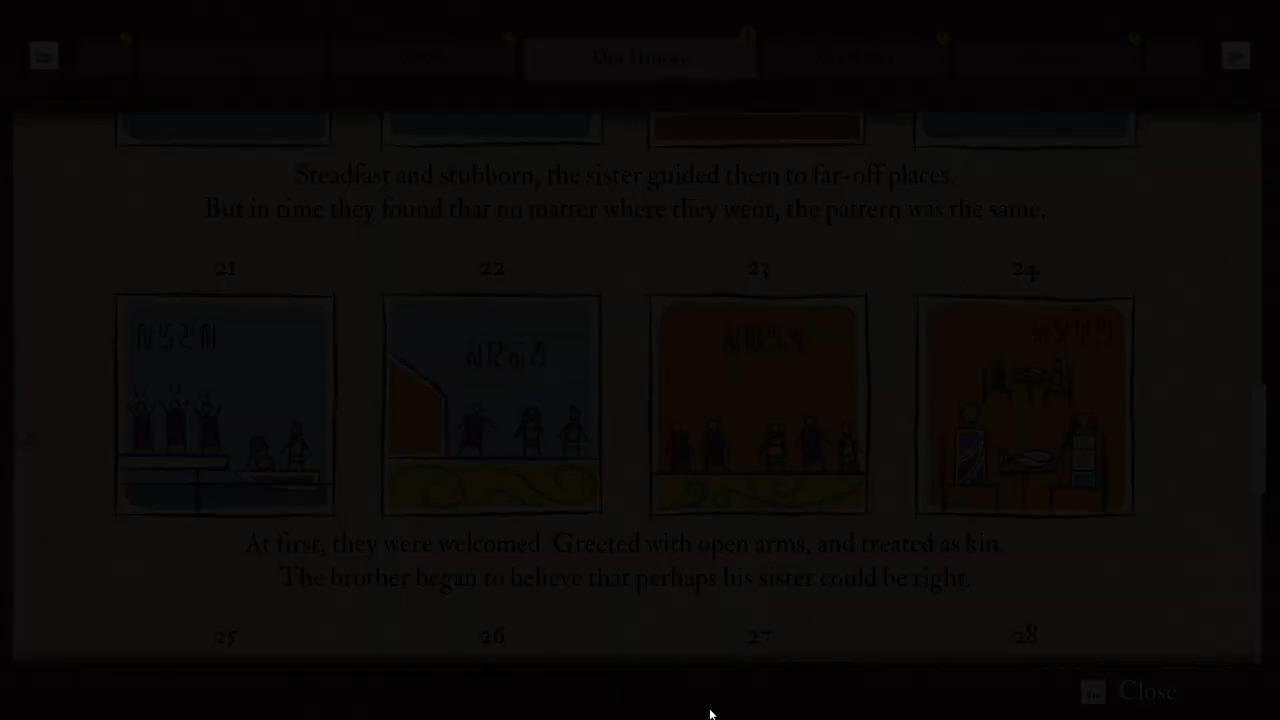 Our History
Steadfast and stubborn, the sister guided them to far-off places.
But in time they found that no matter where they went, the pattern was the same.
21 22 23 24
At first, they were welcomed. Greeted with open arms, and treated as kin.
The brother began to believe that perhaps his sister could be right.
25 26 27 28
Close